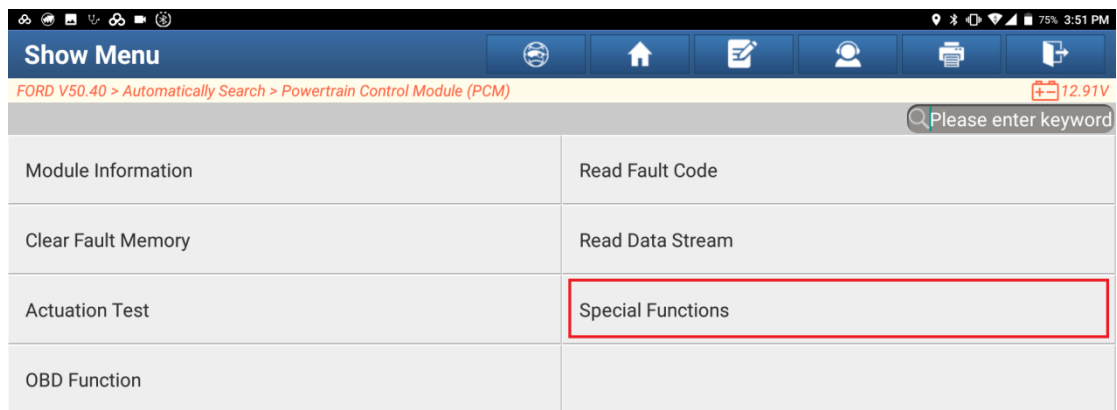 75% 3:51 PM
Show Menu
FORD V50.40 > Automatically Search > Powertrain Control Module (PCM)
12.91V
Please enter keyword
Module Information
Read Fault Code
Clear Fault Memory
Read Data Stream
Actuation Test
Special Functions
OBD Function